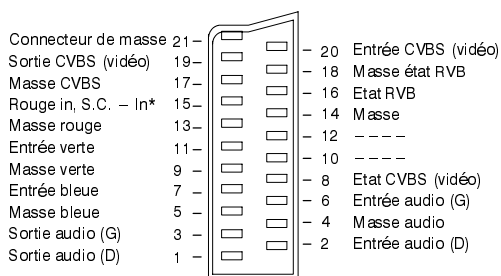 Connecteur de masse 21 –
Sortie CVBS (vidéo) 19 –
Masse CVBS 17 –
Rouge in, S.C. – In* 15 –
Masse rouge 13 –
Entrée verte 11 –
Masse verte 9 –
Entrée bleue 7 –
Masse bleue 5 –
Sortie audio (G) 3 –
Sortie audio (D) 1 –
– 20 Entrée CVBS (vidéo)
– 18 Masse état RVB
– 16 Etat RVB
– 14 Masse
– 12 – – – –
– 10 – – – –
– 8 Etat CVBS (vidéo)
– 6 Entrée audio (G)
– 4 Masse audio
– 2 Entrée audio (D)